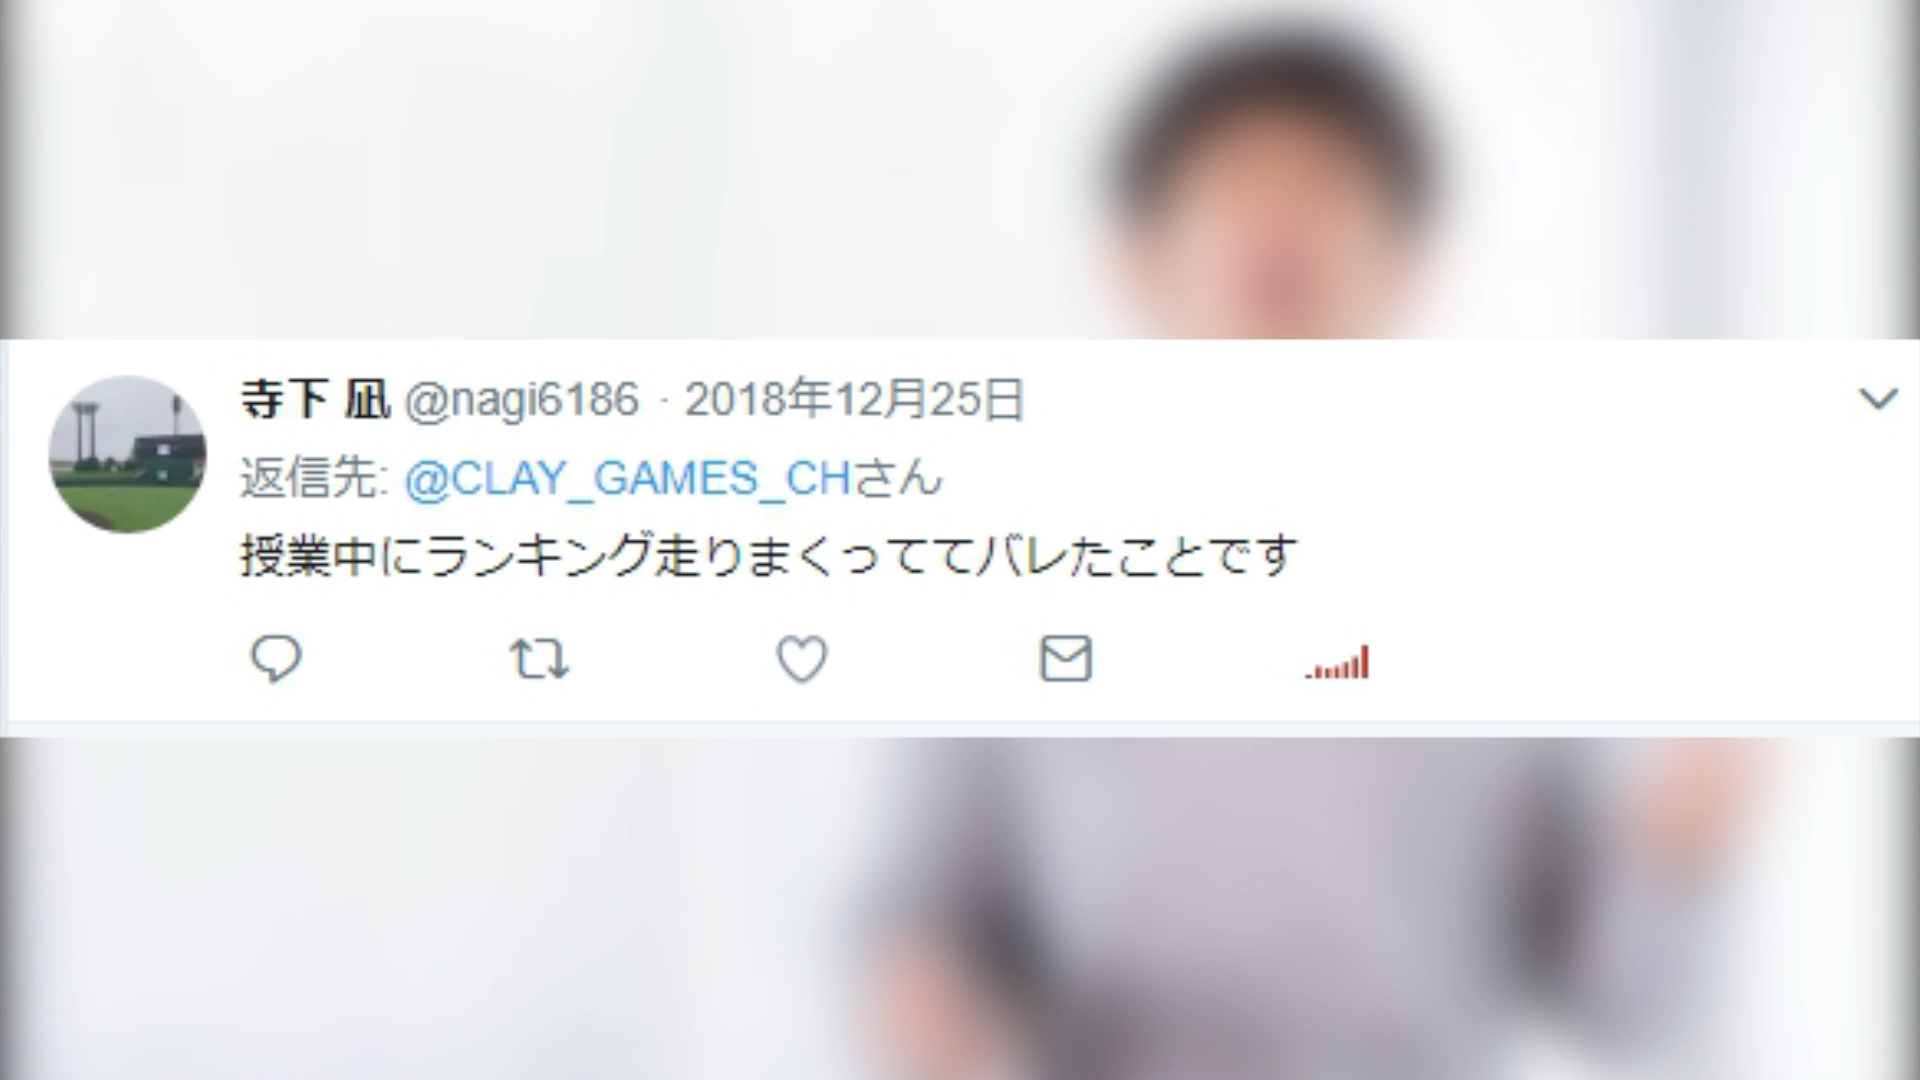 寺下 凪 @nagi6186 · 2018年12月25日
返信先: @CLAY_GAMES_CHさん
授業中にランキング走りまくっててバレたことです